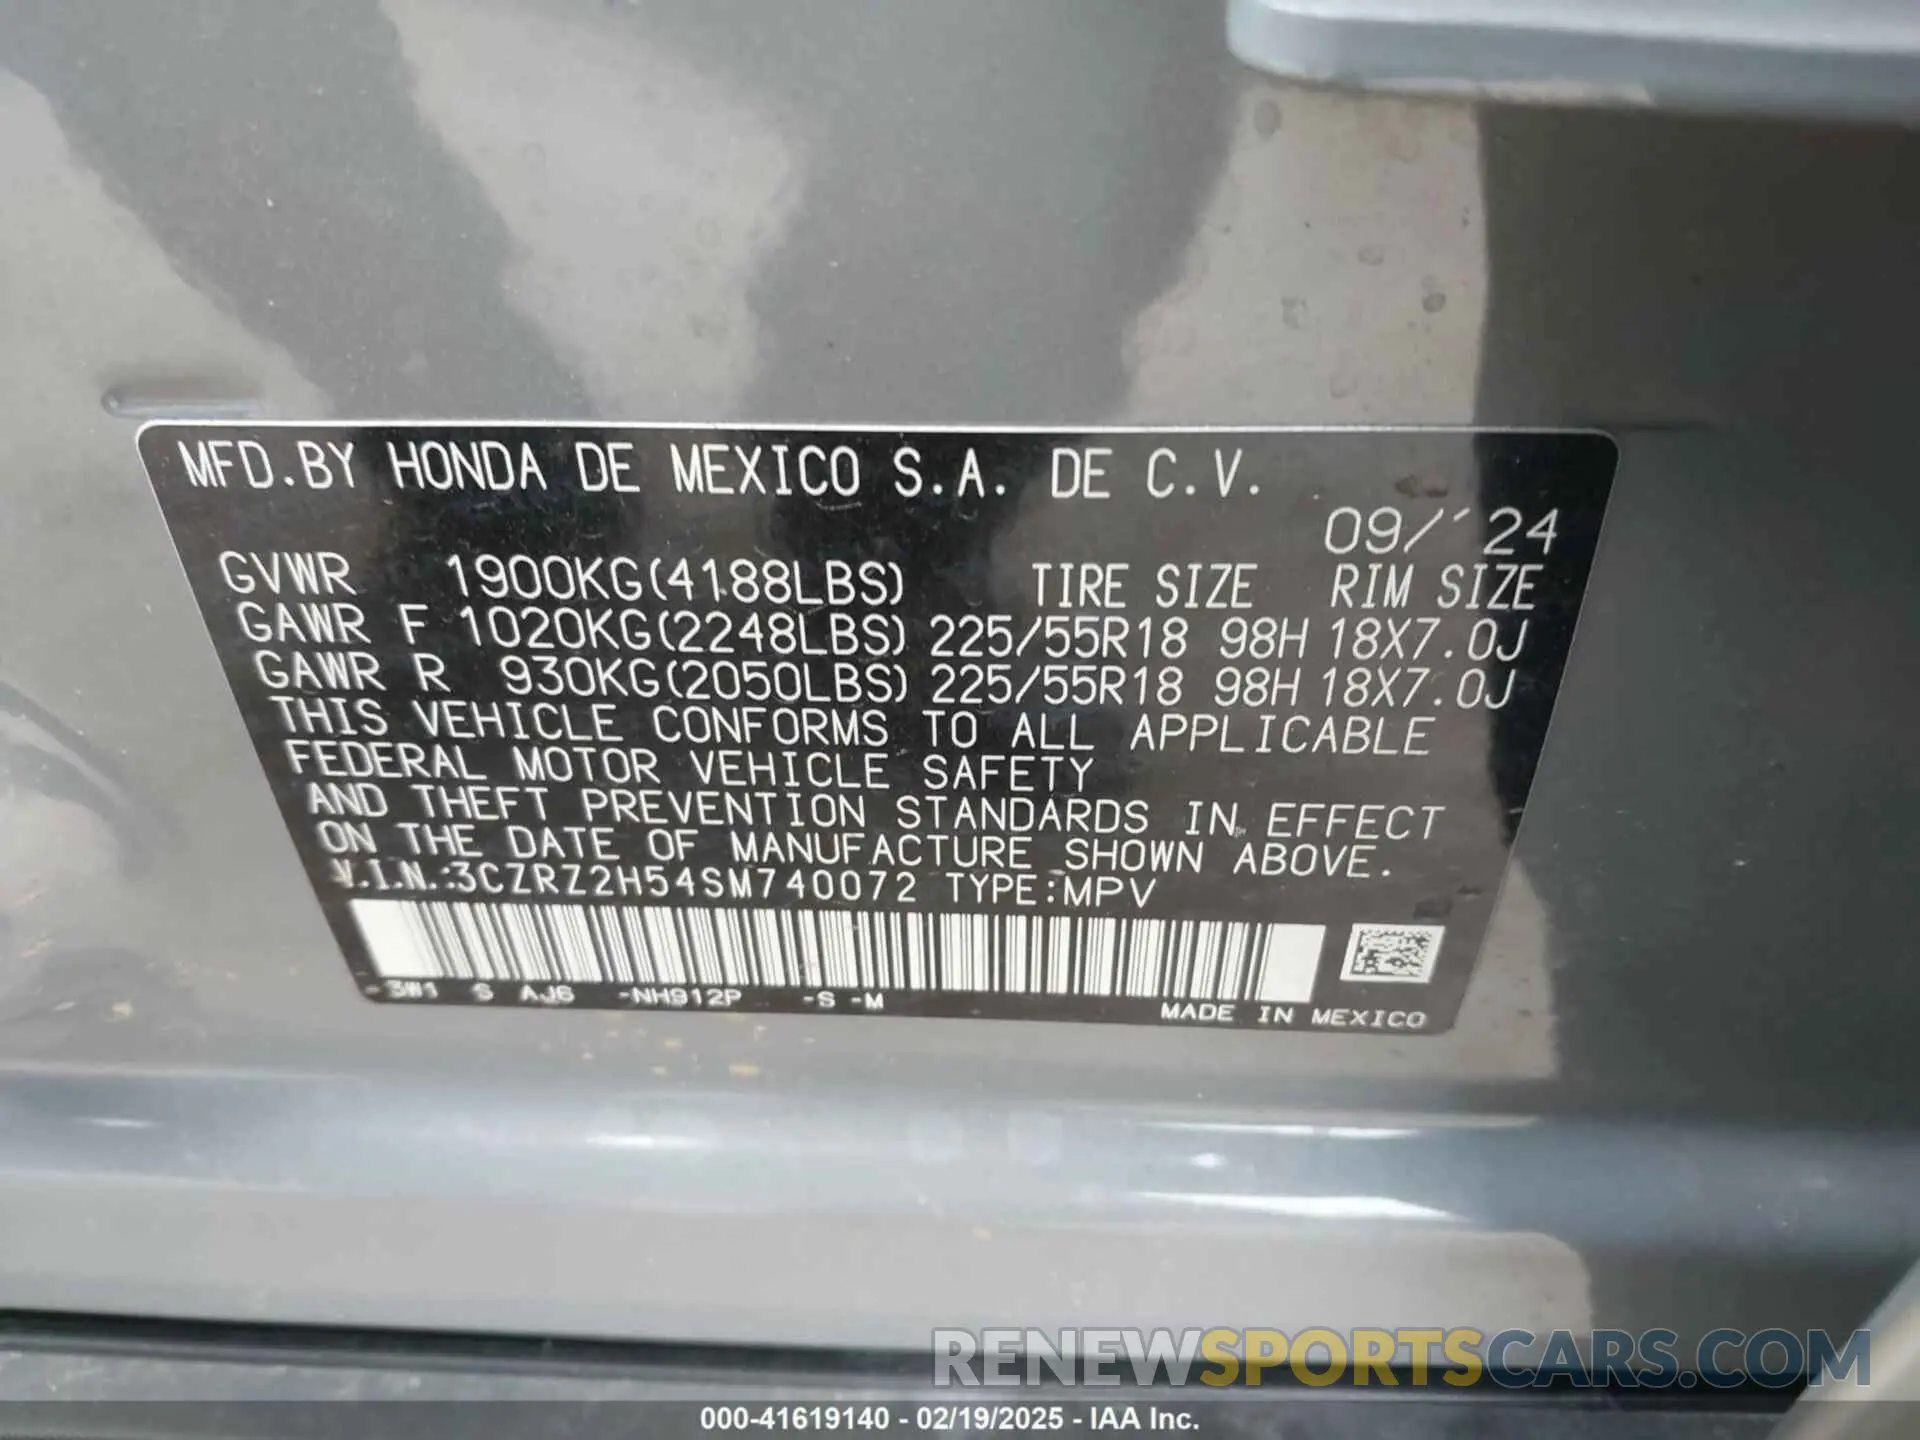 MFD.BY HONDA DE MEXICO S.A. DE C.V.
09/'24
GVWR 1900KG(4188LBS) TIRE SIZE RIM SIZE
GAWR F 1020KG(2248LBS) 225/55R18 98H 18X7.0J
GAWR R 930KG(2050LBS) 225/55R18 98H 18X7.0J
THIS VEHICLE CONFORMS TO ALL APPLICABLE
FEDERAL MOTOR VEHICLE SAFETY
AND THEFT PREVENTION STANDARDS IN EFFECT
ON THE DATE OF MANUFACTURE SHOWN ABOVE.
V.I.N.:3CZRZ2H54SM740072 TYPE:MPV
3W1 S AJ6 -NH912P -S -M
MADE IN MEXICO
RENEWSPORTSCARS.COM
000-41619140 - 02/19/2025 - IAA Inc.